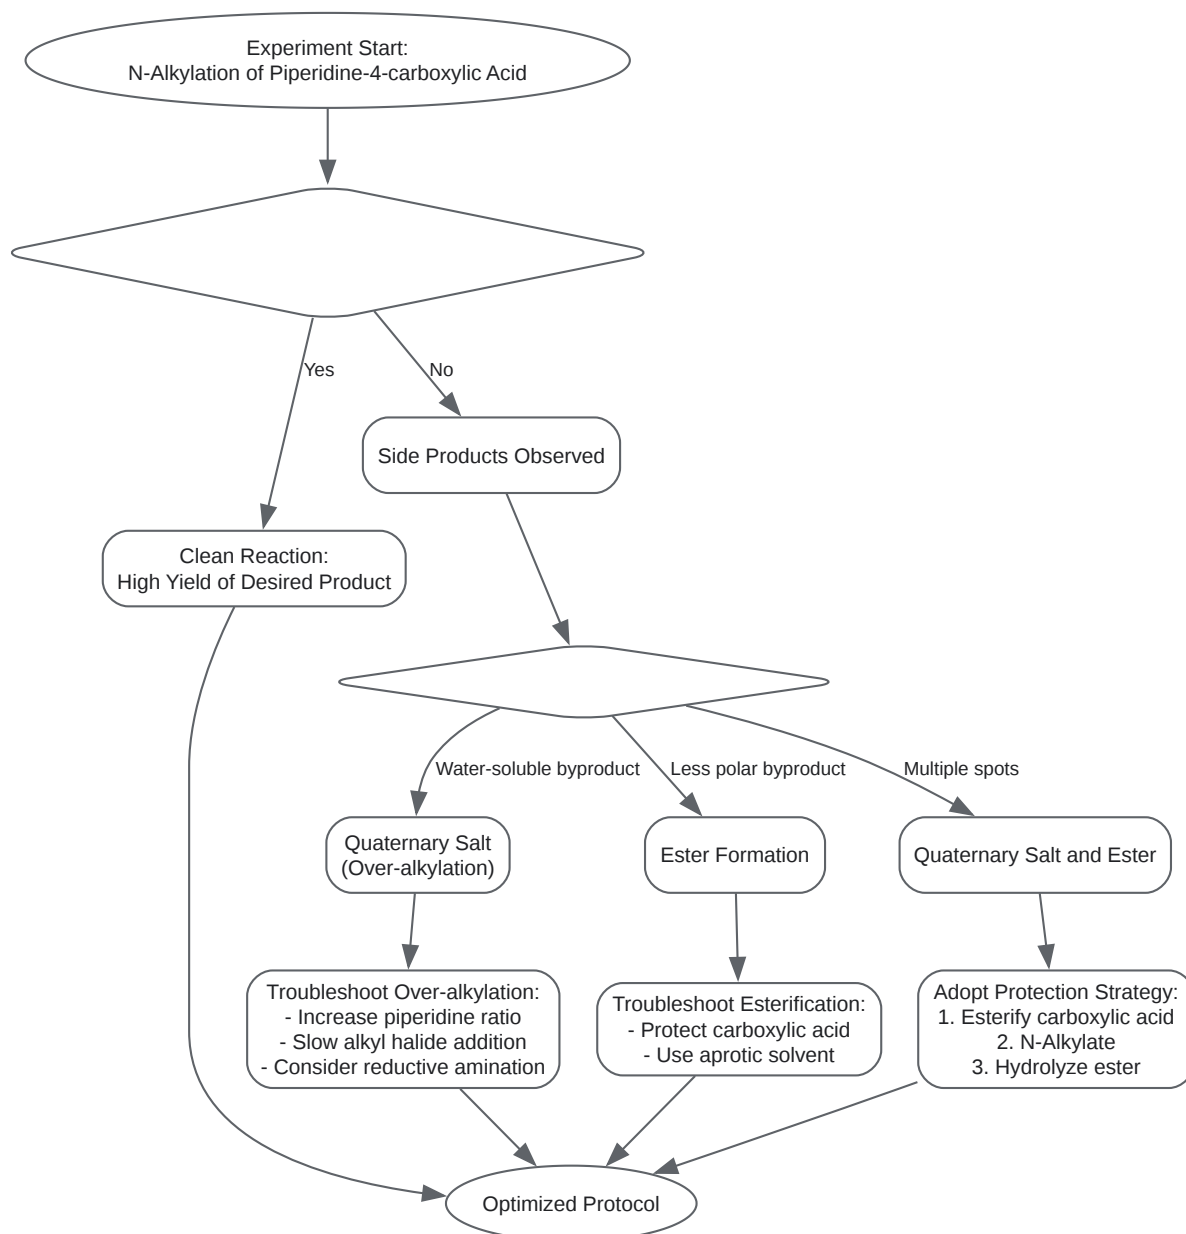 Experiment Start:
N-Alkylation of Piperidine-4-carboxylic Acid
Yes
No
Side Products Observed
Clean Reaction:
High Yield of Desired Product
Water-soluble byproduct
Less polar byproduct
Multiple spots
Quaternary Salt
(Over-alkylation)
Ester Formation
Quaternary Salt and Ester
Troubleshoot Over-alkylation:
- Increase piperidine ratio
- Slow alkyl halide addition
- Consider reductive amination
Troubleshoot Esterification:
- Protect carboxylic acid
- Use aprotic solvent
Adopt Protection Strategy:
1. Esterify carboxylic acid
2. N-Alkylate
3. Hydrolyze ester
Optimized Protocol